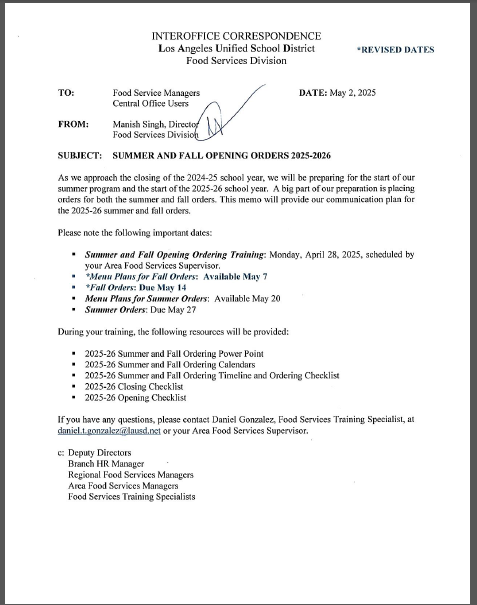 INTEROFFICE CORRESPONDENCE
Los Angeles Unified School District
Food Services Division
*REVISED DATES
TO: Food Service Managers
Central Office Users
DATE: May 2, 2025
FROM: Manish Singh, Director
Food Services Division
SUBJECT: SUMMER AND FALL OPENING ORDERS 2025-2026
As we approach the closing of the 2024-25 school year, we will be preparing for the start of our
summer program and the start of the 2025-26 school year. A big part of our preparation is placing
orders for both the summer and fall orders. This memo will provide our communication plan for
the 2025-26 summer and fall orders.
Please note the following important dates:
▪ Summer and Fall Opening Ordering Training: Monday, April 28, 2025, scheduled by
your Area Food Services Supervisor.
▪ *Menu Plans for Fall Orders: Available May 7
▪ *Fall Orders: Due May 14
▪ Menu Plans for Summer Orders: Available May 20
▪ Summer Orders: Due May 27
During your training, the following resources will be provided:
▪ 2025-26 Summer and Fall Ordering Power Point
▪ 2025-26 Summer and Fall Ordering Calendars
▪ 2025-26 Summer and Fall Ordering Timeline and Ordering Checklist
▪ 2025-26 Closing Checklist
▪ 2025-26 Opening Checklist
If you have any questions, please contact Daniel Gonzalez, Food Services Training Specialist, at
daniel.t.gonzalez@lausd.net or your Area Food Services Supervisor.
c: Deputy Directors
Branch HR Manager
Regional Food Services Managers
Area Food Services Managers
Food Services Training Specialists